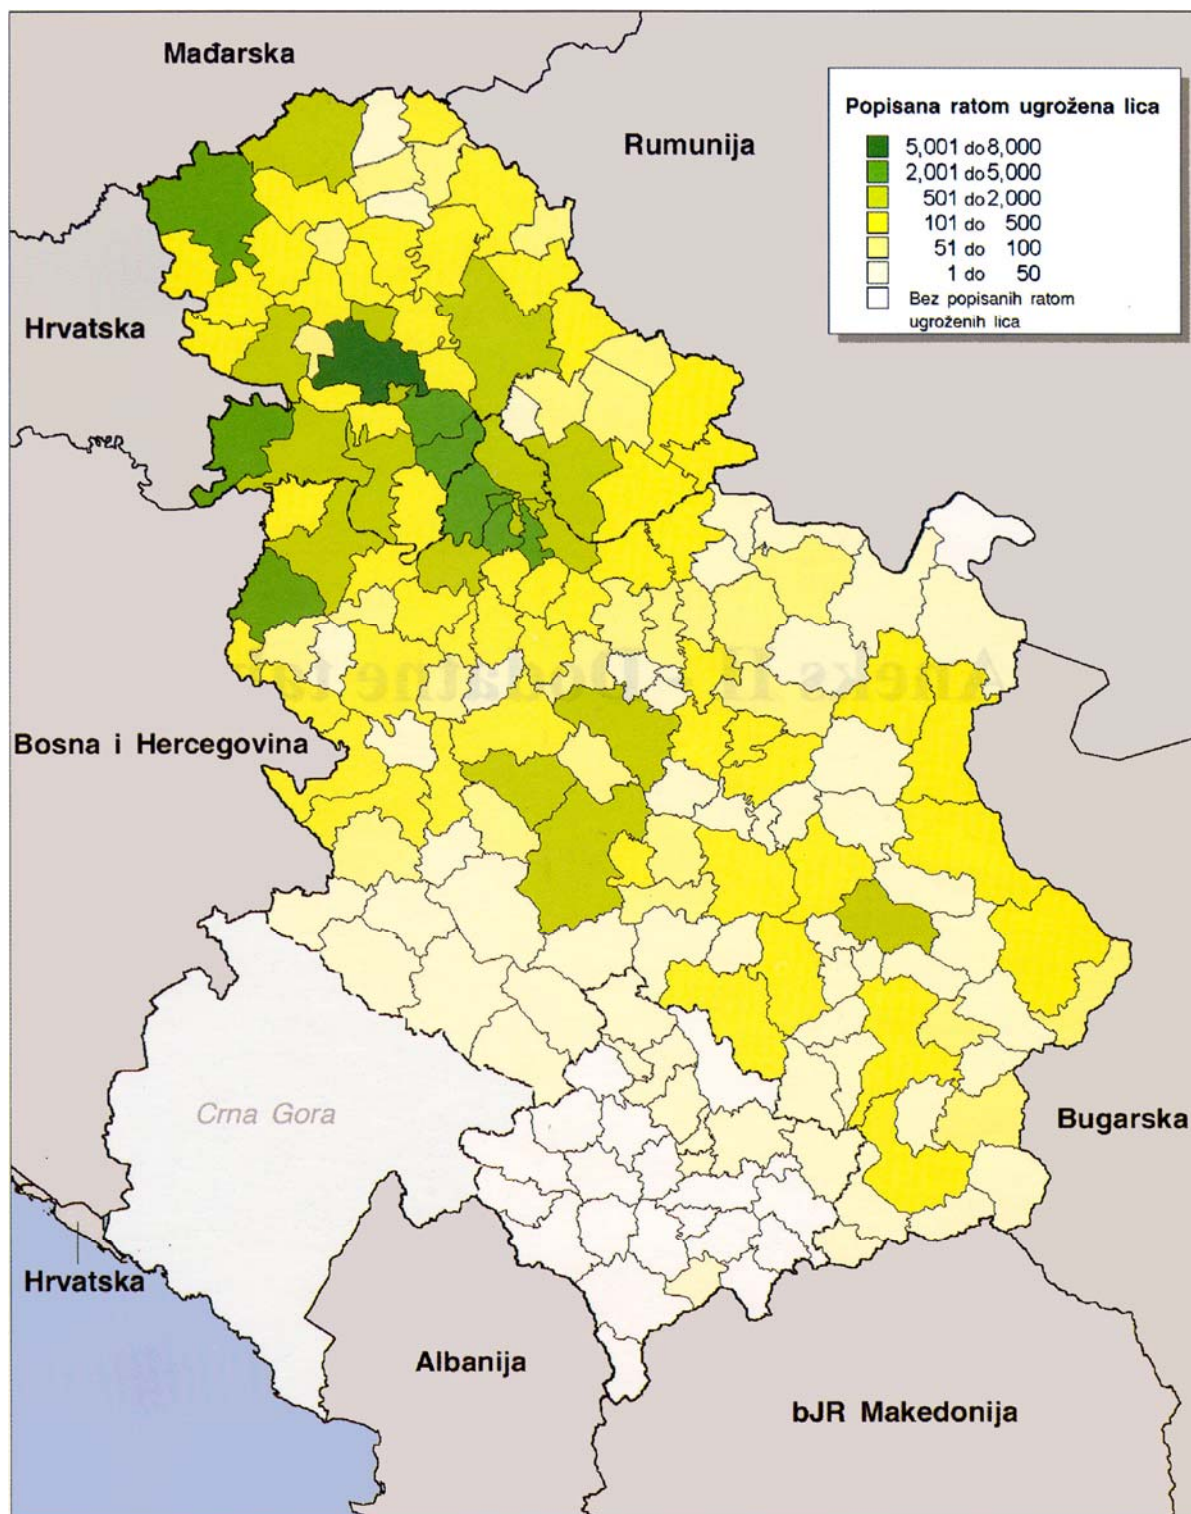 Mađarska
Rumunija
Popisana ratom ugrožena lica
5,001 do 8,000
2,001 do 5,000
501 do 2,000
101 do 500
51 do 100
1 do 50
Bez popisanih ratom
ugroženih lica
Hrvatska
Bosna i Hercegovina
Crna Gora
Bugarska
Hrvatska
Albanija
bJR Makedonija